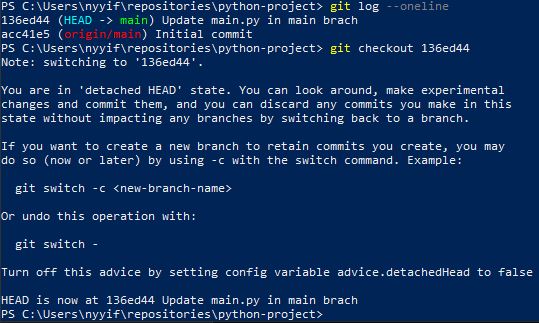 PS C:\Users\nyyif\repositories\python-project> git log --oneline
136ed44 (HEAD -> main) Update main.py in main brach
acc41e5 (origin/main) Initial commit
PS C:\Users\nyyif\repositories\python-project> git checkout 136ed44
Note: switching to '136ed44'.
You are in 'detached HEAD' state. You can look around, make experimental
changes and commit them, and you can discard any commits you make in this
state without impacting any branches by switching back to a branch.
If you want to create a new branch to retain commits you create, you may
do so (now or later) by using -c with the switch command. Example:
git switch -c <new-branch-name>
Or undo this operation with:
git switch -
Turn off this advice by setting config variable advice.detachedHead to false
HEAD is now at 136ed44 Update main.py in main brach
PS C:\Users\nyyif\repositories\python-project>